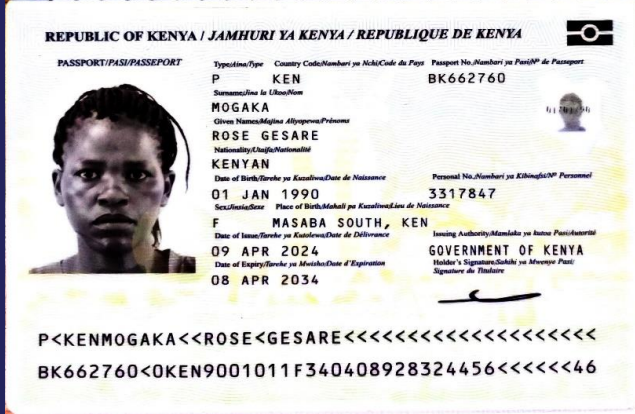 REPUBLIC OF KENYA / JAMHURI YA KENYA / REPUBLIQUE DE KENYA
PASSPORT/PASI/PASSEPORT
Type/Aina/Type Country Code/Nambari ya Nchi/Code du Pays Passport No./Nambari ya Pasi/Nº de Passeport
P KEN BK662760
Surname/Jina la Ukoo/Nom
MOGAKA
Given Names/Majina Aliyopewa/Prénoms
ROSE GESARE
Nationality/Utaifa/Nationalité
KENYAN
Date of Birth/Tarehe ya Kuzaliwa/Date de Naissance Personal No./Nambari ya Kibinafsi/Nº Personnel
01 JAN 1990 3317847
Sex/Jinsia/Sexe Place of Birth/Mahali pa Kuzaliwa/Lieu de Naissance
F MASABA SOUTH, KEN
Date of Issue/Tarehe ya Kutolewa/Date de Délivrance Issuing Authority/Mamlaka ya kutoa Pasi/Autorité
09 APR 2024 GOVERNMENT OF KENYA
Date of Expiry/Tarehe ya Mwisho/Date d'Expiration Holder's Signature/Sahihi ya Mwenye Pasi/
Signature du Titulaire
08 APR 2034
P<KENMOGAKA<<ROSE<GESARE<<<<<<<<<<<<<<<<<<<<
BK662760<0KEN9001011F340408928324456<<<<<<46